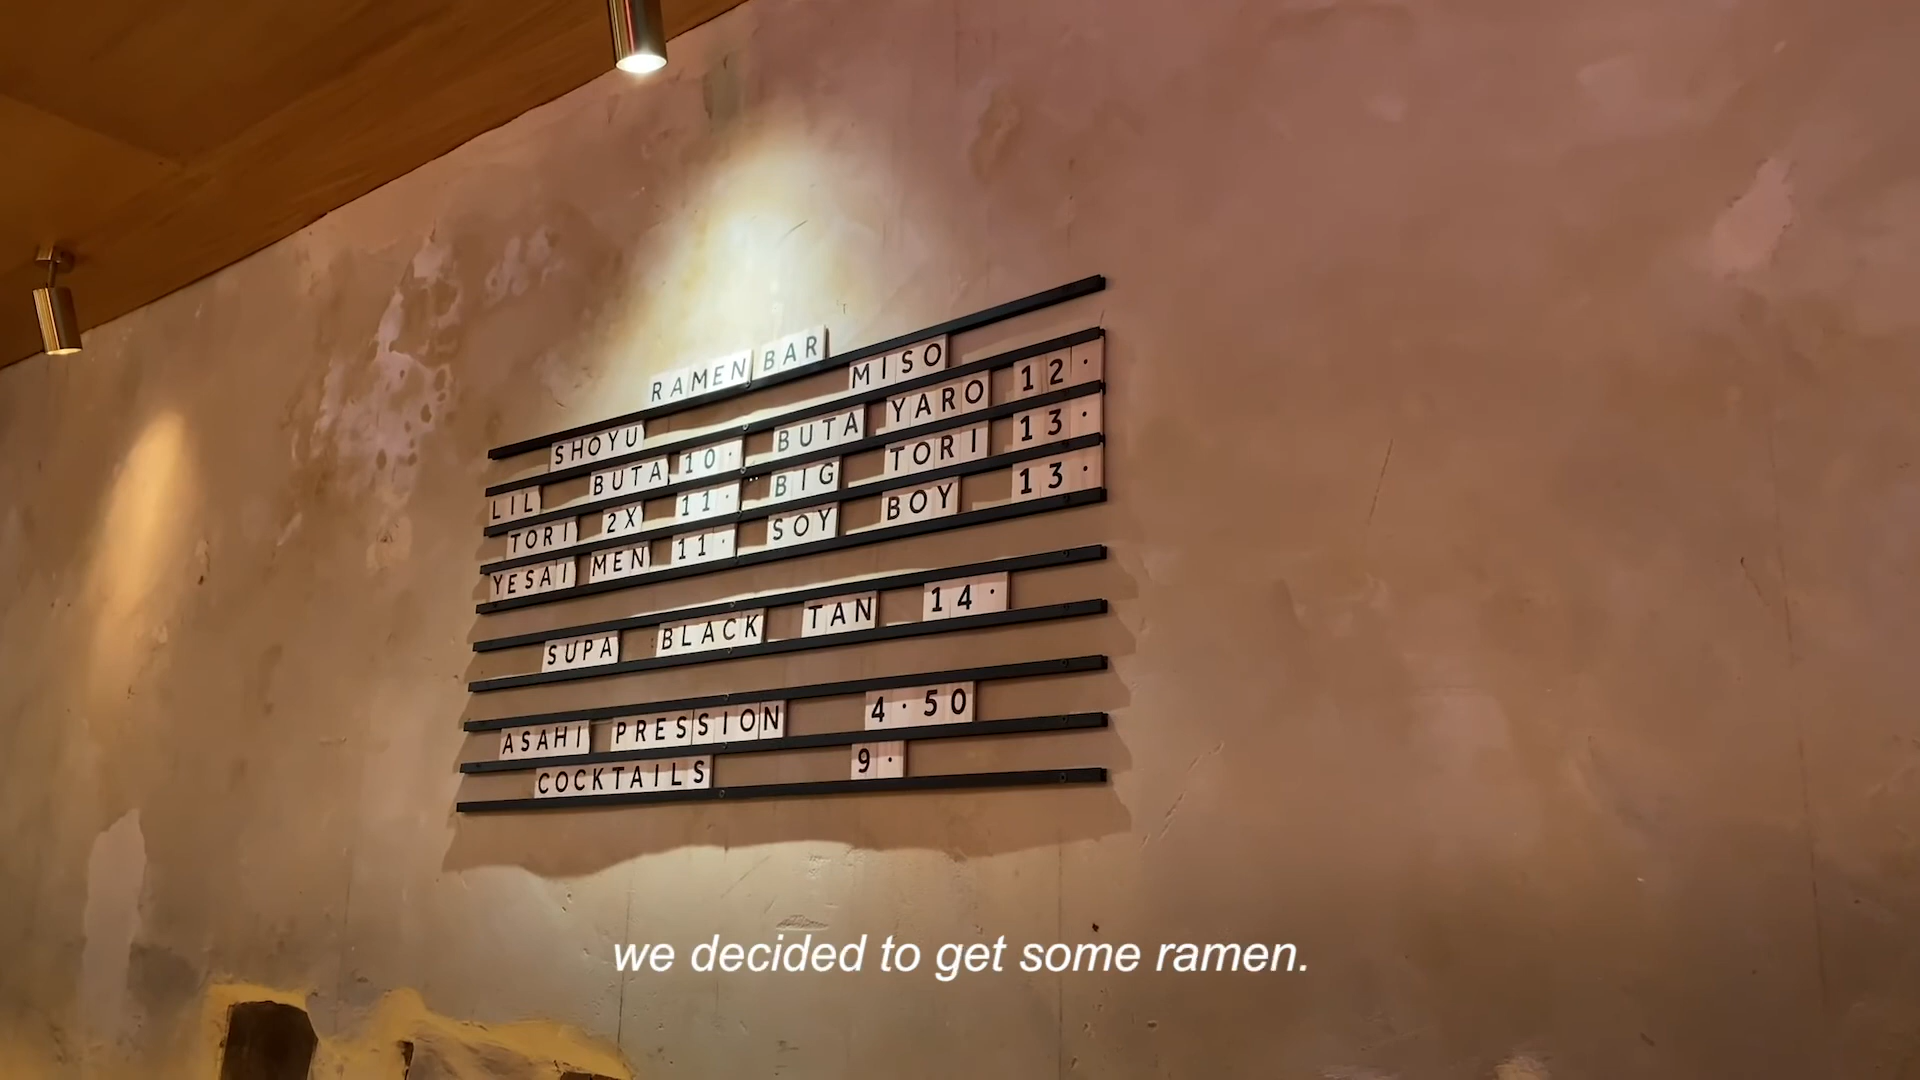 RAMEN BAR
SHOYU MISO
LIL BUTA 10· BUTA YARO 12·
TORI 2X 11· BIG TORI 13·
YESAI MEN 11· SOY BOY 13·
SUPA BLACK TAN 14·
ASAHI PRESSION 4·50
COCKTAILS 9·
we decided to get some ramen.